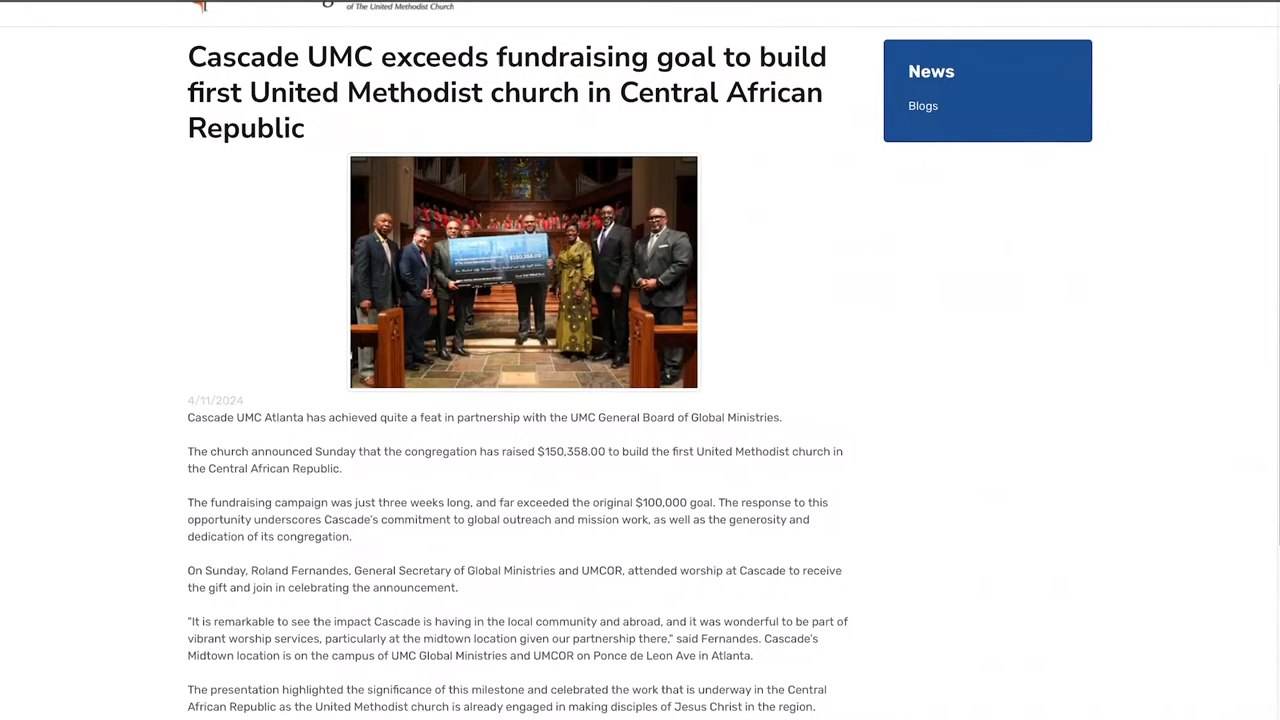 of The United Methodist Church
Cascade UMC exceeds fundraising goal to build
first United Methodist church in Central African
Republic
News
Blogs
$150,358.00
4/11/2024
Cascade UMC Atlanta has achieved quite a feat in partnership with the UMC General Board of Global Ministries.
The church announced Sunday that the congregation has raised $150,358.00 to build the first United Methodist church in
the Central African Republic.
The fundraising campaign was just three weeks long, and far exceeded the original $100,000 goal. The response to this
opportunity underscores Cascade's commitment to global outreach and mission work, as well as the generosity and
dedication of its congregation.
On Sunday, Roland Fernandes, General Secretary of Global Ministries and UMCOR, attended worship at Cascade to receive
the gift and join in celebrating the announcement.
"It is remarkable to see the impact Cascade is having in the local community and abroad, and it was wonderful to be part of
vibrant worship services, particularly at the midtown location given our partnership there," said Fernandes. Cascade's
Midtown location is on the campus of UMC Global Ministries and UMCOR on Ponce de Leon Ave in Atlanta.
The presentation highlighted the significance of this milestone and celebrated the work that is underway in the Central
African Republic as the United Methodist church is already engaged in making disciples of Jesus Christ in the region.